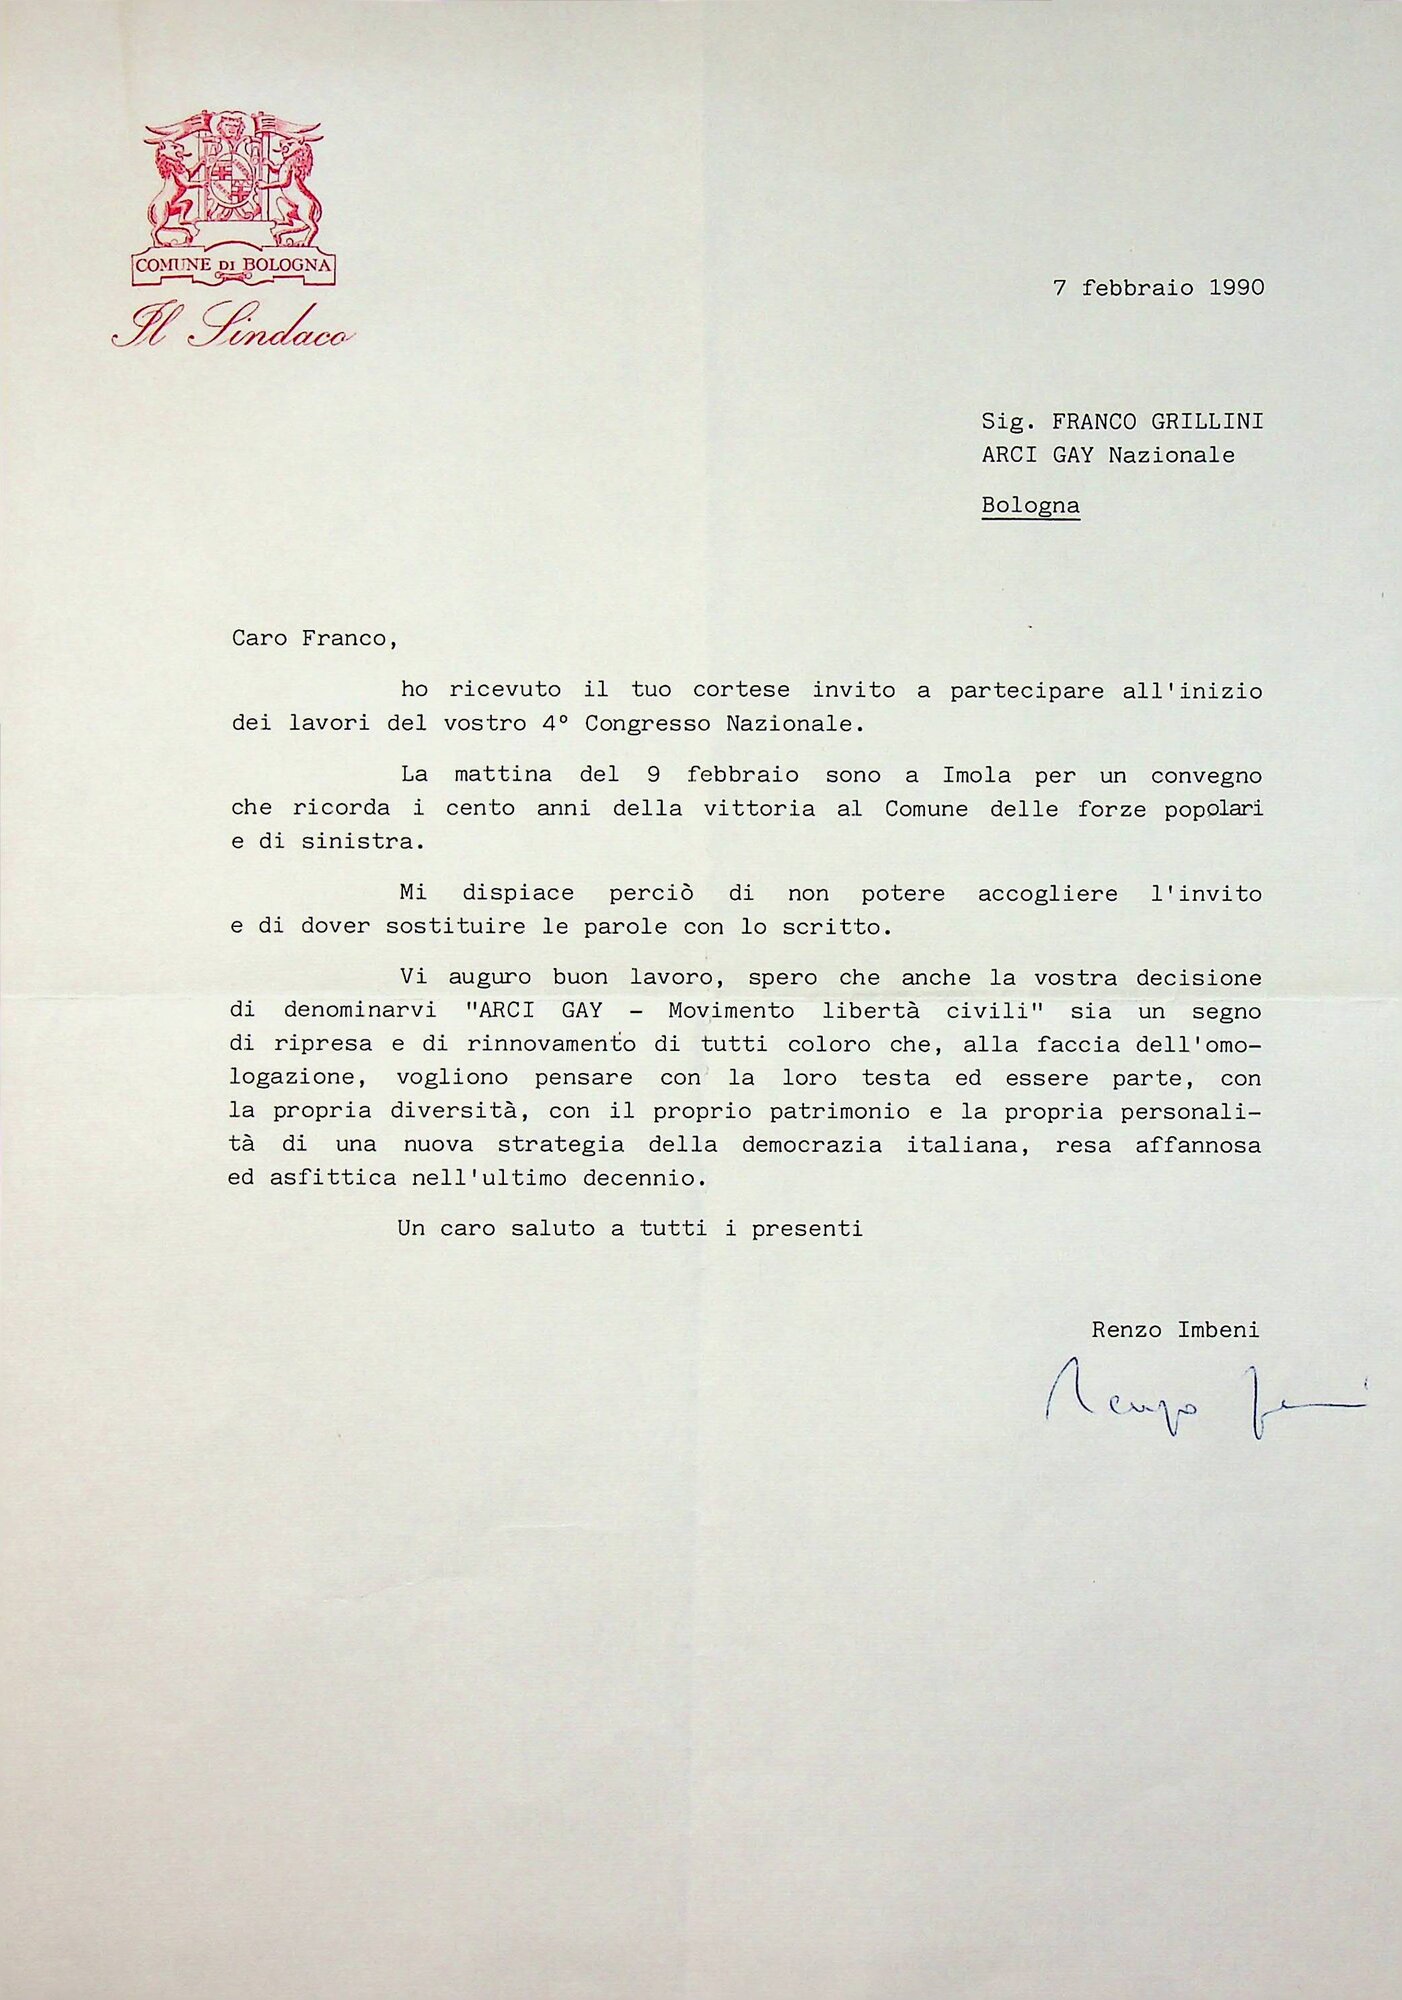 COMUNE DI BOLOGNA
Il Sindaco
7 febbraio 1990
Sig. FRANCO GRILLINI
ARCI GAY Nazionale
Bologna
Caro Franco,
ho ricevuto il tuo cortese invito a partecipare all'inizio
dei lavori del vostro 4° Congresso Nazionale.
La mattina del 9 febbraio sono a Imola per un convegno
che ricorda i cento anni della vittoria al Comune delle forze popolari
e di sinistra.
Mi dispiace perciò di non potere accogliere l'invito
e di dover sostituire le parole con lo scritto.
Vi auguro buon lavoro, spero che anche la vostra decisione
di denominarvi "ARCI GAY - Movimento libertà civili" sia un segno
di ripresa e di rinnovamento di tutti coloro che, alla faccia dell'omo-
logazione, vogliono pensare con la loro testa ed essere parte, con
la propria diversità, con il proprio patrimonio e la propria personali-
tà di una nuova strategia della democrazia italiana, resa affannosa
ed asfittica nell'ultimo decennio.
Un caro saluto a tutti i presenti
Renzo Imbeni
Renzo Imbeni